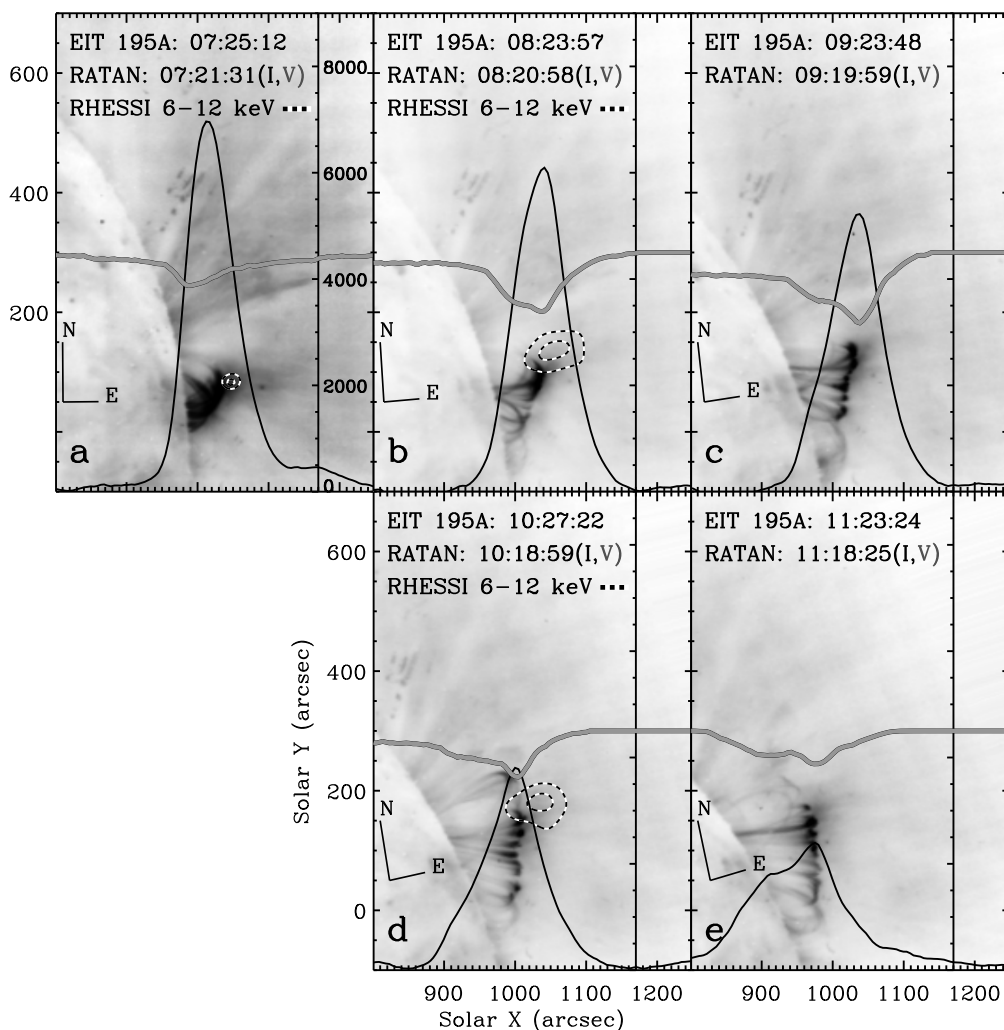 EIT 195A: 07:25:12
RATAN: 07:21:31(I,V)
RHESSI 6-12 keV
EIT 195A: 08:23:57
RATAN: 08:20:58(I,V)
RHESSI 6-12 keV
EIT 195A: 09:23:48
RATAN: 09:19:59(I,V)
600
400
200
8000
6000
4000
2000
0
N
E
a
N
E
b
N
E
c
EIT 195A: 10:27:22
RATAN: 10:18:59(I,V)
RHESSI 6-12 keV
EIT 195A: 11:23:24
RATAN: 11:18:25(I,V)
600
400
200
0
Solar Y (arcsec)
N
E
d
N
E
e
900 1000 1100 1200
900 1000 1100 1200
Solar X (arcsec)